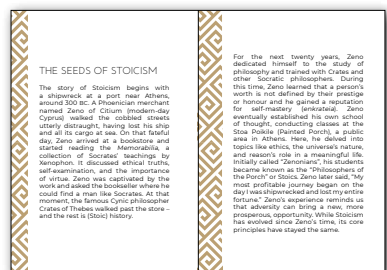 THE SEEDS OF STOICISM
The story of Stoicism begins with
a shipwreck at a port near Athens,
around 300 BC. A Phoenician merchant
named Zeno of Citium (modern-day
Cyprus) walked the cobbled streets
utterly distraught, having lost his ship
and all its cargo at sea. On that fateful
day, Zeno arrived at a bookstore and
started reading the Memorabilia, a
collection of Socrates' teachings by
Xenophon. It discussed ethical truths,
self-examination, and the importance
of virtue. Zeno was captivated by the
work and asked the bookseller where he
could find a man like Socrates. At that
moment, the famous Cynic philosopher
Crates of Thebes walked past the store –
and the rest is (Stoic) history.
For the next twenty years, Zeno
dedicated himself to the study of
philosophy and trained with Crates and
other Socratic philosophers. During
this time, Zeno learned that a person's
worth is not defined by their prestige
or honour and he gained a reputation
for self-mastery (enkrateia). Zeno
eventually established his own school
of thought, conducting classes at the
Stoa Poikile (Painted Porch), a public
area in Athens. Here, he delved into
topics like ethics, the universe's nature,
and reason's role in a meaningful life.
Initially called "Zenonians", his students
became known as the "Philosophers of
the Porch" or Stoics. Zeno later said, "My
most profitable journey began on the
day I was shipwrecked and lost my entire
fortune." Zeno's experience reminds us
that adversity can bring a new, more
prosperous, opportunity. While Stoicism
has evolved since Zeno's time, its core
principles have stayed the same.